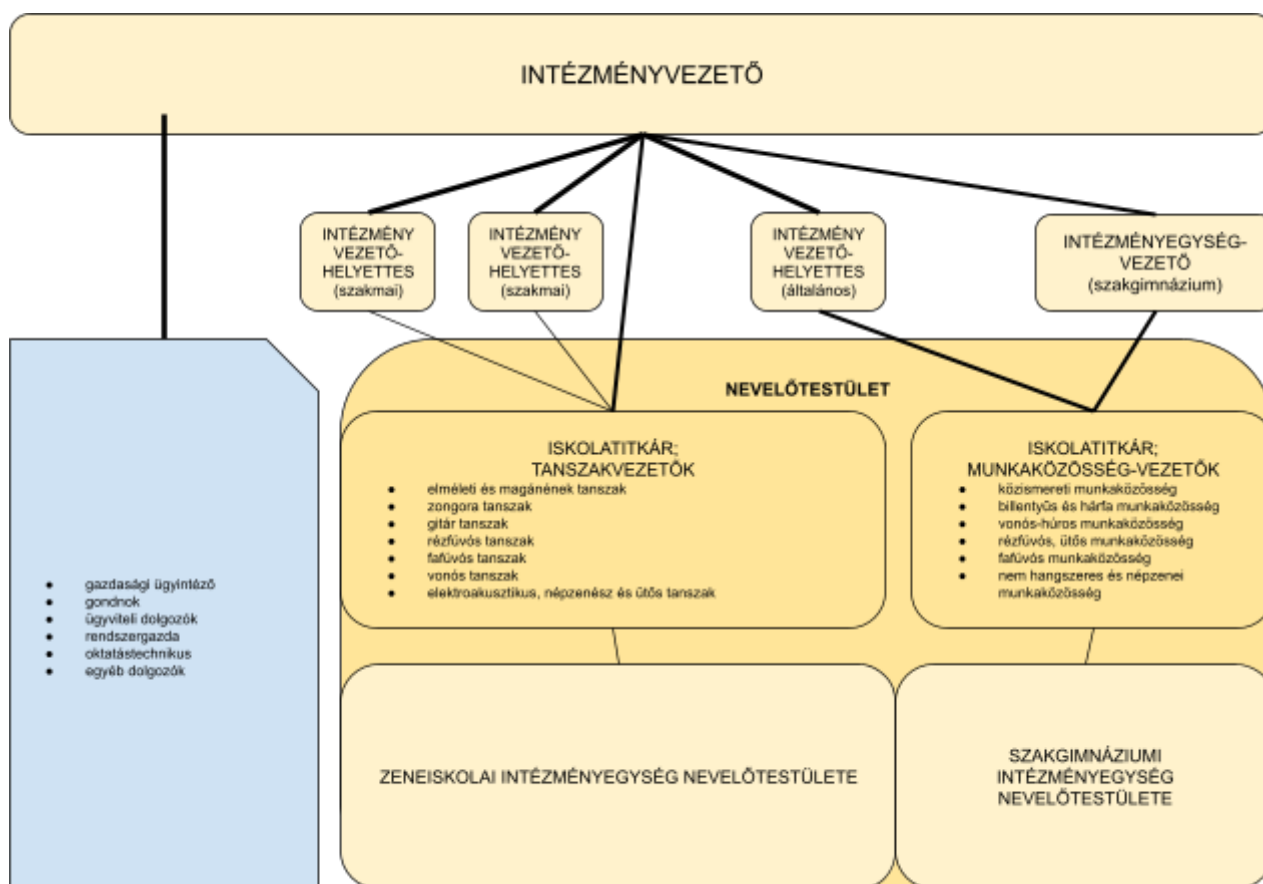 INTÉZMÉNYVEZETŐ
INTÉZMÉNY
VEZETŐ-
HELYETTES
(szakmai)
INTÉZMÉNY
VEZETŐ-
HELYETTES
(szakmai)
INTÉZMÉNY
VEZETŐ-
HELYETTES
(általános)
INTÉZMÉNYEGYSÉG-
VEZETŐ
(szakgimnázium)
NEVELŐTESTÜLET
ISKOLATITKÁR;
TANSZAKVEZETŐK
● elméleti és magánének tanszak
● zongora tanszak
● gitár tanszak
● rézfúvós tanszak
● fafúvós tanszak
● vonós tanszak
● elektroakusztikus, népzenész és ütős tanszak
ISKOLATITKÁR;
MUNKAKÖZÖSSÉG-VEZETŐK
● közismereti munkaközösség
● billentyűs és hárfa munkaközösség
● vonós-húros munkaközösség
● rézfúvós, ütős munkaközösség
● fafúvós munkaközösség
● nem hangszeres és népzenei
munkaközösség
● gazdasági ügyintéző
● gondnok
● ügyviteli dolgozók
● rendszergazda
● oktatástechnikus
● egyéb dolgozók
ZENEISKOLAI INTÉZMÉNYEGYSÉG NEVELŐTESTÜLETE
SZAKGIMNÁZIUMI
INTÉZMÉNYEGYSÉG
NEVELŐTESTÜLETE